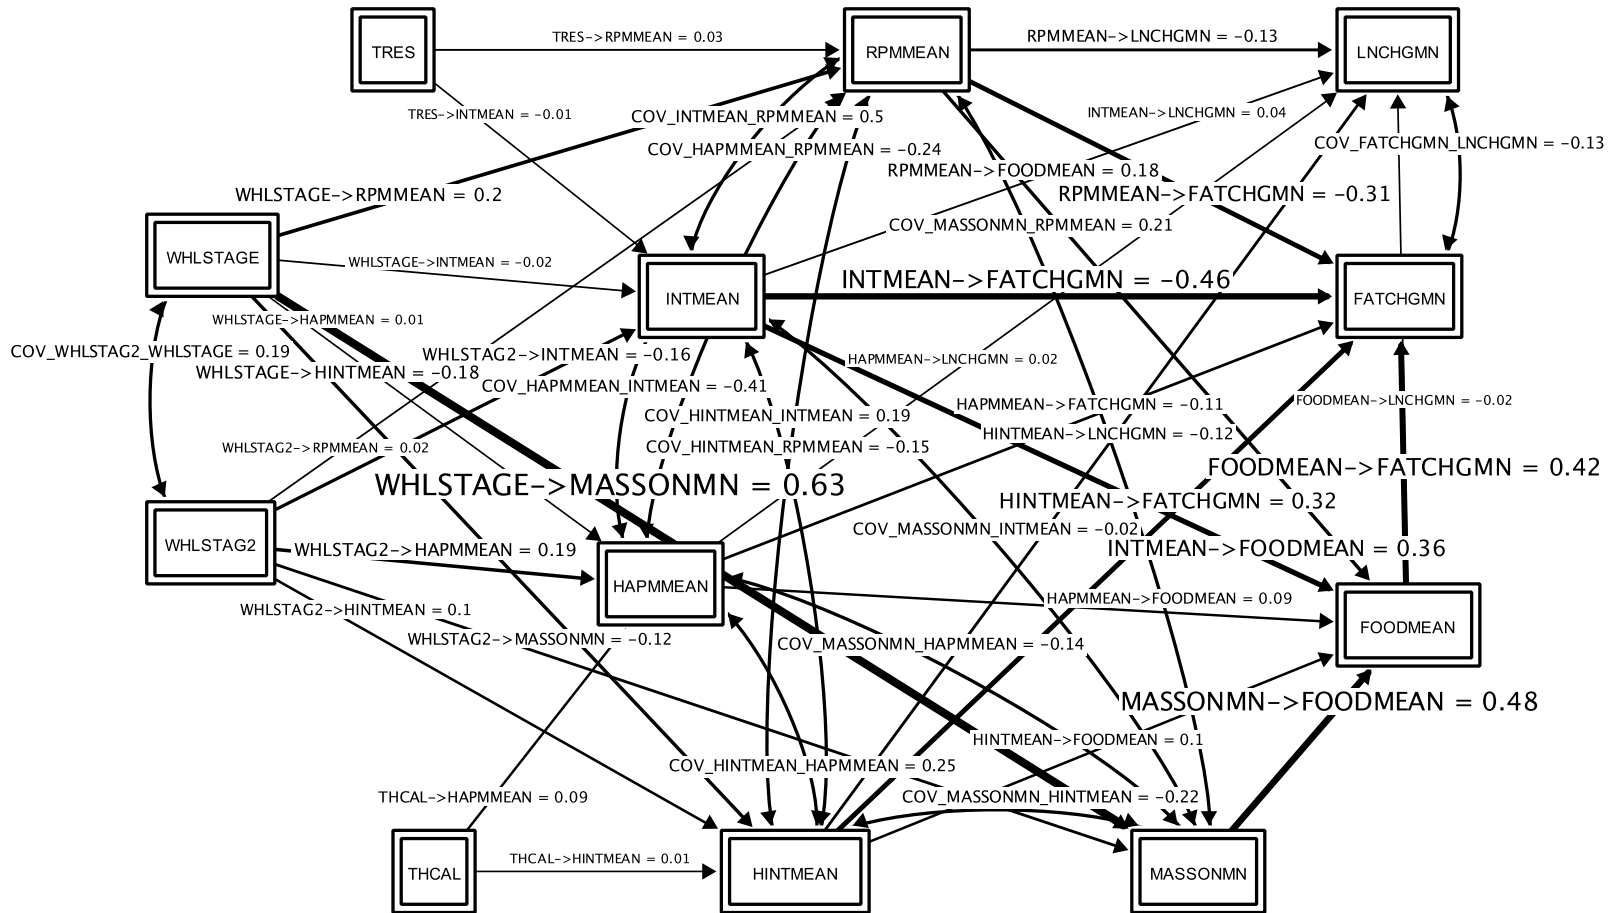 TRES
TRES->RPMMEAN = 0.03
RPMMEAN
RPMMEAN->LNCHGMN = −0.13
LNCHGMN
TRES->INTMEAN = −0.01
COV_INTMEAN_RPMMEAN = 0.5
INTMEAN->LNCHGMN = 0.04
COV_HAPMMEAN_RPMMEAN = −0.24
COV_FATCHGMN_LNCHGMN = −0.13
RPMMEAN->FOODMEAN = 0.18
WHLSTAGE->RPMMEAN = 0.2
RPMMEAN->FATCHGMN = −0.31
COV_MASSONMN_RPMMEAN = 0.21
WHLSTAGE
WHLSTAGE->INTMEAN = −0.02
INTMEAN->FATCHGMN = −0.46
INTMEAN
FATCHGMN
WHLSTAGE->HAPMMEAN = 0.01
COV_WHLSTAG2_WHLSTAGE = 0.19
WHLSTAG2->INTMEAN = −0.16
HAPMMEAN->LNCHGMN = 0.02
WHLSTAGE->HINTMEAN = −0.18
COV_HAPMMEAN_INTMEAN = −0.41
FOODMEAN->LNCHGMN = −0.02
HAPMMEAN->FATCHGMN = −0.11
COV_HINTMEAN_INTMEAN = 0.19
HINTMEAN->LNCHGMN = −0.12
WHLSTAG2->RPMMEAN = 0.02
COV_HINTMEAN_RPMMEAN = −0.15
FOODMEAN->FATCHGMN = 0.42
WHLSTAGE->MASSONMN = 0.63
HINTMEAN->FATCHGMN = 0.32
COV_MASSONMN_INTMEAN = −0.02
WHLSTAG2
WHLSTAG2->HAPMMEAN = 0.19
INTMEAN->FOODMEAN = 0.36
HAPMMEAN
HAPMMEAN->FOODMEAN = 0.09
WHLSTAG2->HINTMEAN = 0.1
FOODMEAN
WHLSTAG2->MASSONMN = −0.12
COV_MASSONMN_HAPMMEAN = −0.14
MASSONMN->FOODMEAN = 0.48
HINTMEAN->FOODMEAN = 0.1
COV_HINTMEAN_HAPMMEAN = 0.25
THCAL->HAPMMEAN = 0.09
COV_MASSONMN_HINTMEAN = −0.22
THCAL->HINTMEAN = 0.01
THCAL
HINTMEAN
MASSONMN